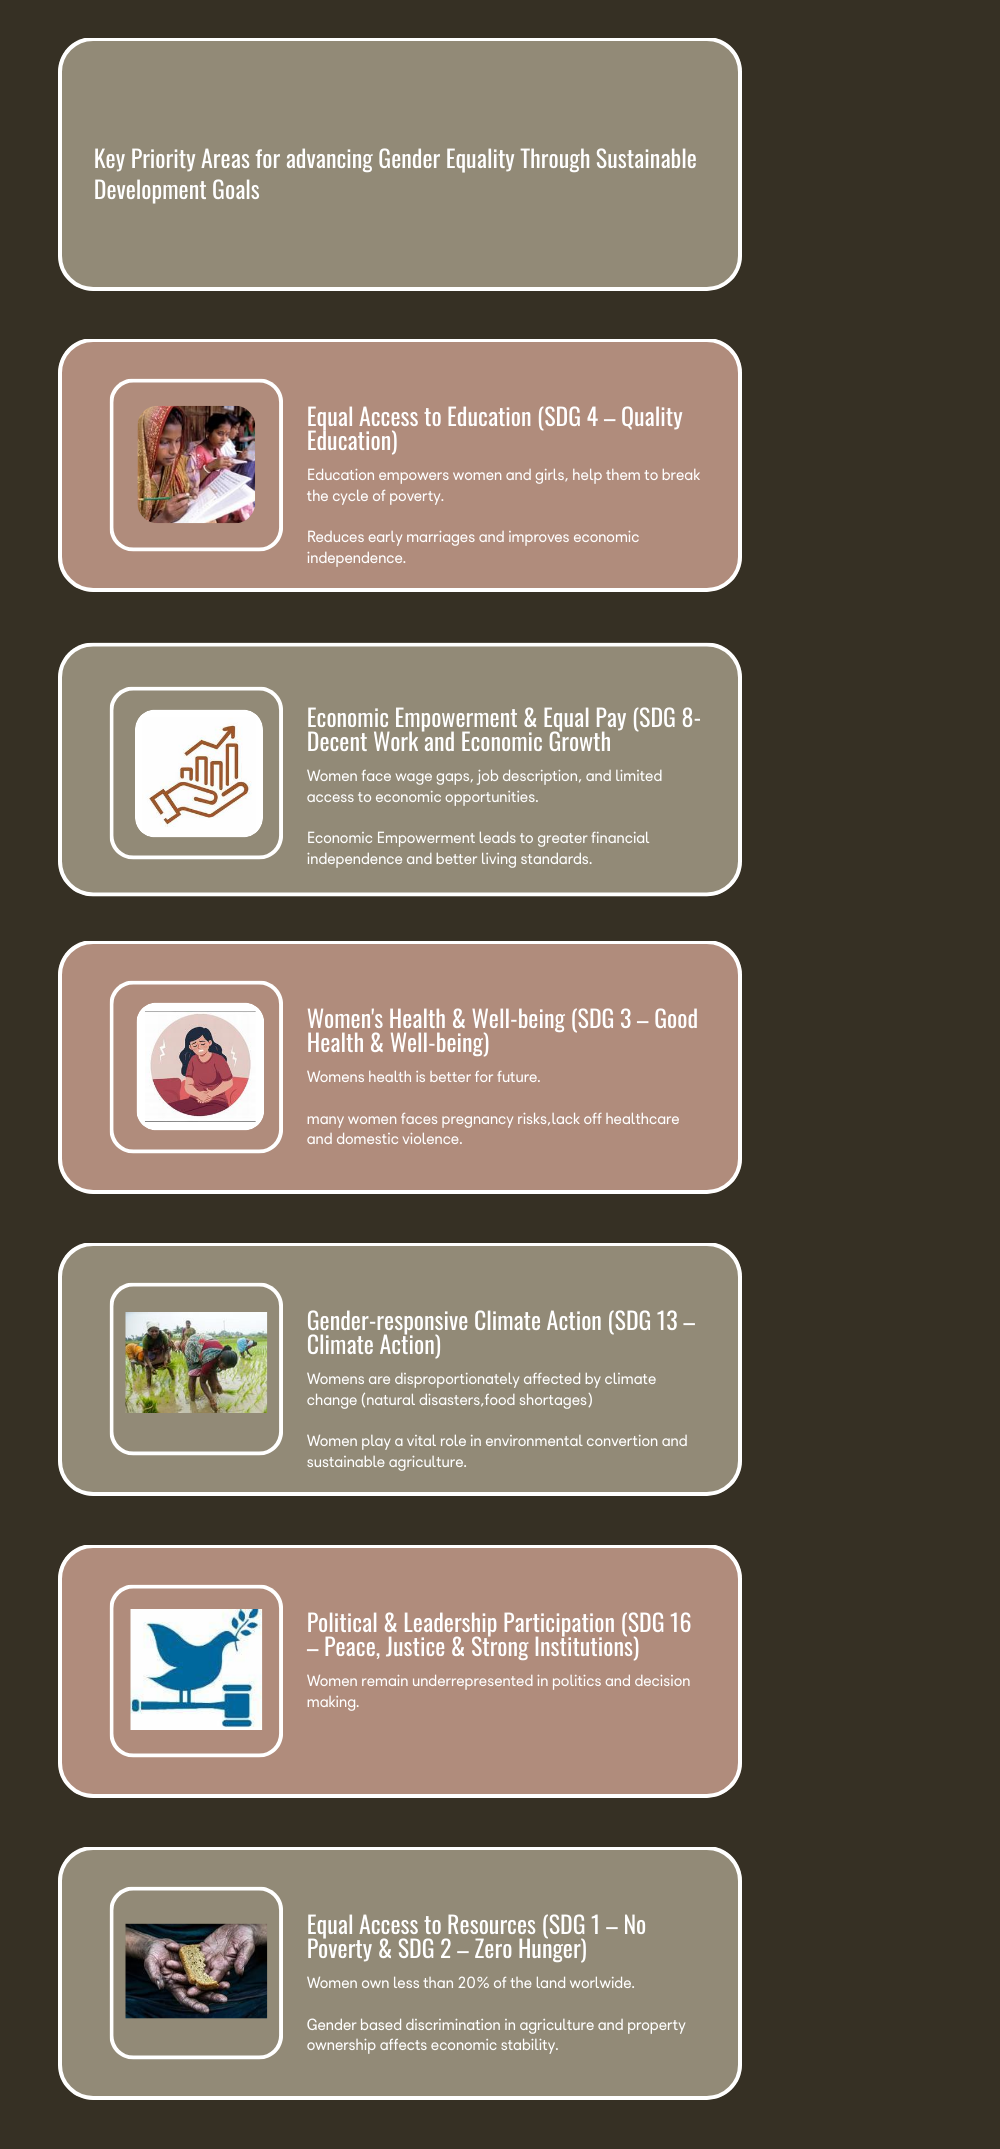 Key Priority Areas for advancing Gender Equality Through Sustainable
Development Goals
Equal Access to Education (SDG 4 – Quality
Education)
Education empowers women and girls, help them to break
the cycle of poverty.
Reduces early marriages and improves economic
independence.
Economic Empowerment & Equal Pay (SDG 8-
Decent Work and Economic Growth
Women face wage gaps, job description, and limited
access to economic opportunities.
Economic Empowerment leads to greater financial
independence and better living standards.
Women's Health & Well-being (SDG 3 – Good
Health & Well-being)
Womens health is better for future.
many women faces pregnancy risks,lack off healthcare
and domestic violence.
Gender-responsive Climate Action (SDG 13 –
Climate Action)
Womens are disproportionately affected by climate
change (natural disasters,food shortages)
Women play a vital role in environmental convertion and
sustainable agriculture.
Political & Leadership Participation (SDG 16
– Peace, Justice & Strong Institutions)
Women remain underrepresented in politics and decision
making.
Equal Access to Resources (SDG 1 – No
Poverty & SDG 2 – Zero Hunger)
Women own less than 20% of the land worlwide.
Gender based discrimination in agriculture and property
ownership affects economic stability.